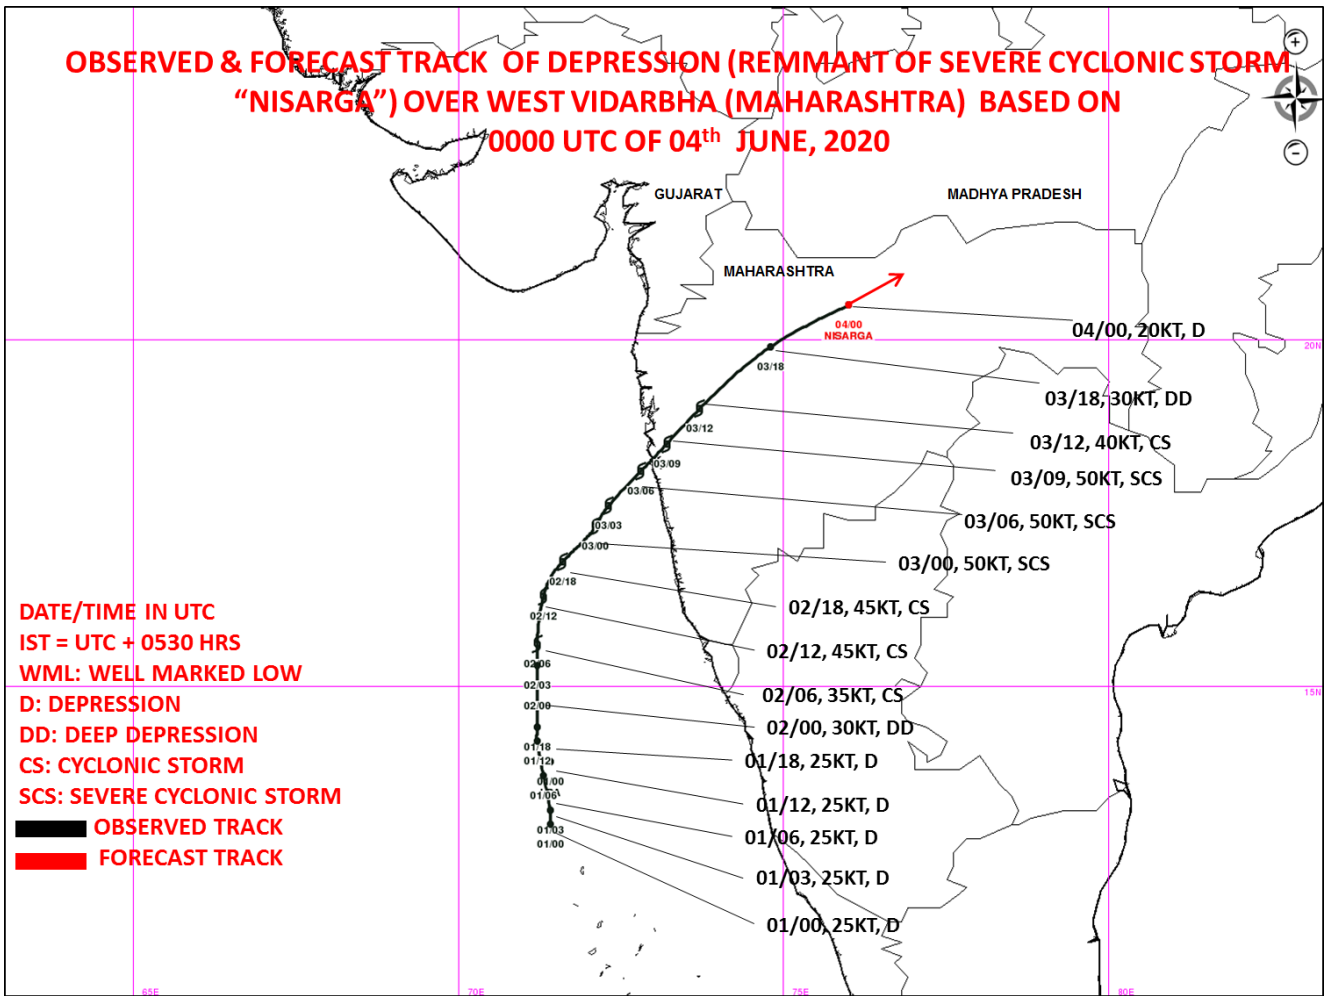 OBSERVED & FORECAST TRACK OF DEPRESSION (REMMANT OF SEVERE CYCLONIC STORM
“NISARGA”) OVER WEST VIDARBHA (MAHARASHTRA) BASED ON
0000 UTC OF 04th JUNE, 2020
+
-
GUJARAT
MADHYA PRADESH
MAHARASHTRA
04/00
NISARGA
04/00, 20KT, D
20N
03/18
03/18, 30KT, DD
03/12
03/12, 40KT, CS
03/09
03/09, 50KT, SCS
03/06
03/06, 50KT, SCS
03/03
03/00
03/00, 50KT, SCS
02/18
02/18, 45KT, CS
02/12
02/12, 45KT, CS
02/06
02/06, 35KT, CS
02/03
15N
02/00
02/00, 30KT, DD
01/18
01/18, 25KT, D
01/12
01/00
01/06
01/12, 25KT, D
01/03
01/06, 25KT, D
01/00
01/03, 25KT, D
01/00, 25KT, D
DATE/TIME IN UTC
IST = UTC + 0530 HRS
WML: WELL MARKED LOW
D: DEPRESSION
DD: DEEP DEPRESSION
CS: CYCLONIC STORM
SCS: SEVERE CYCLONIC STORM
OBSERVED TRACK
FORECAST TRACK
65E
70E
75E
80E